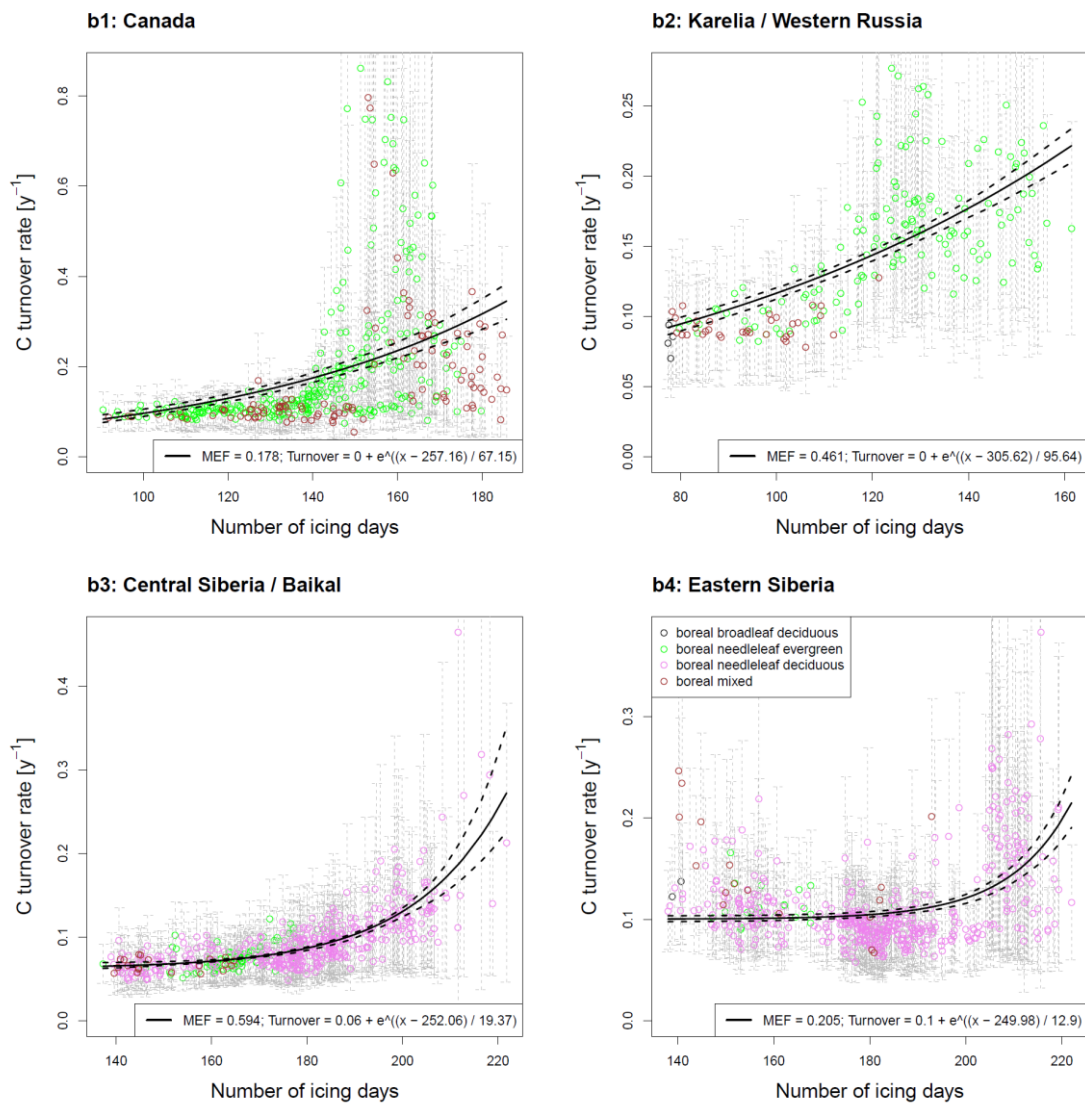 b1: Canada
C turnover rate [y⁻¹]
0.8
0.6
0.4
0.2
0.0
MEF = 0.178; Turnover = 0 + e^((x − 257.16) / 67.15)
100 120 140 160 180
Number of icing days
b2: Karelia / Western Russia
C turnover rate [y⁻¹]
0.25
0.20
0.15
0.10
0.05
0.00
MEF = 0.461; Turnover = 0 + e^((x − 305.62) / 95.64)
80 100 120 140 160
Number of icing days
b3: Central Siberia / Baikal
C turnover rate [y⁻¹]
0.4
0.3
0.2
0.1
0.0
MEF = 0.594; Turnover = 0.06 + e^((x − 252.06) / 19.37)
140 160 180 200 220
Number of icing days
b4: Eastern Siberia
boreal broadleaf deciduous
boreal needleleaf evergreen
boreal needleleaf deciduous
boreal mixed
C turnover rate [y⁻¹]
0.3
0.2
0.1
0.0
MEF = 0.205; Turnover = 0.1 + e^((x − 249.98) / 12.9)
140 160 180 200 220
Number of icing days